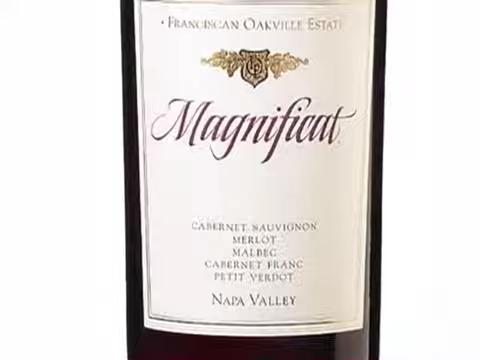 · FRANCISCAN OAKVILLE ESTATE
Magnificat
CABERNET SAUVIGNON
MERLOT
MALBEC
CABERNET FRANC
PETIT VERDOT
NAPA VALLEY